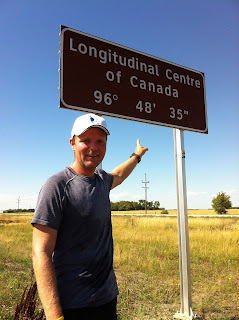 Longitudinal Centre
of Canada
96° 48' 35"